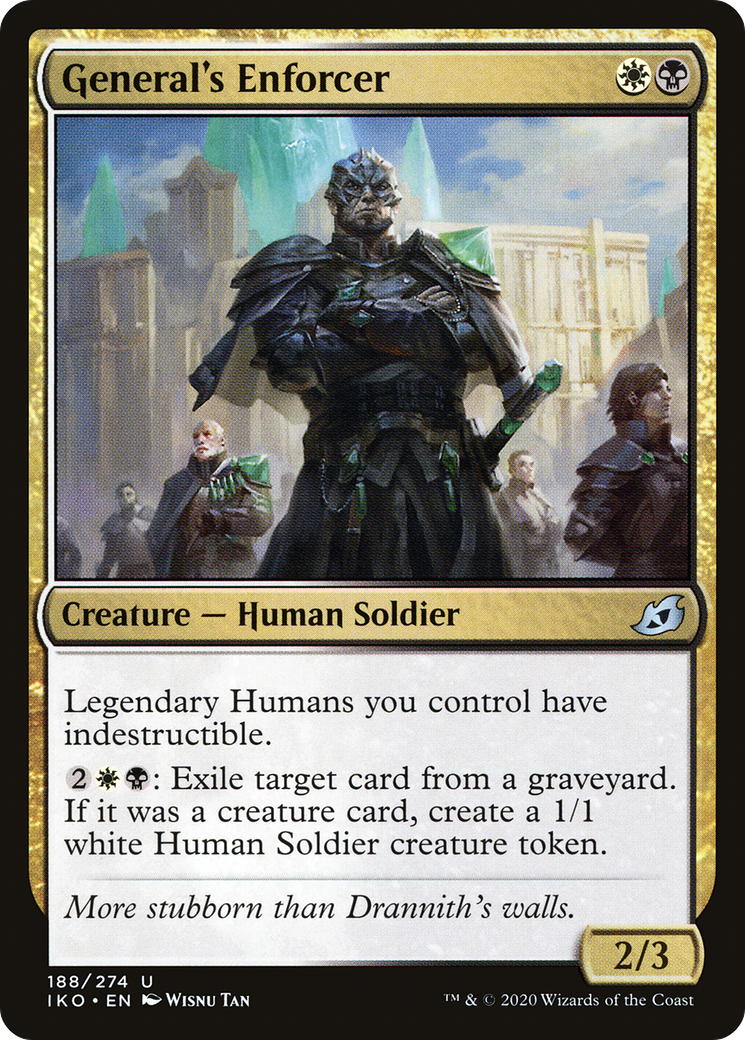 General's Enforcer
Creature — Human Soldier
Legendary Humans you control have
indestructible.
2: Exile target card from a graveyard.
If it was a creature card, create a 1/1
white Human Soldier creature token.
More stubborn than Drannith's walls.
2/3
188/274 U
IKO • EN Wisnu Tan
™ & © 2020 Wizards of the Coast